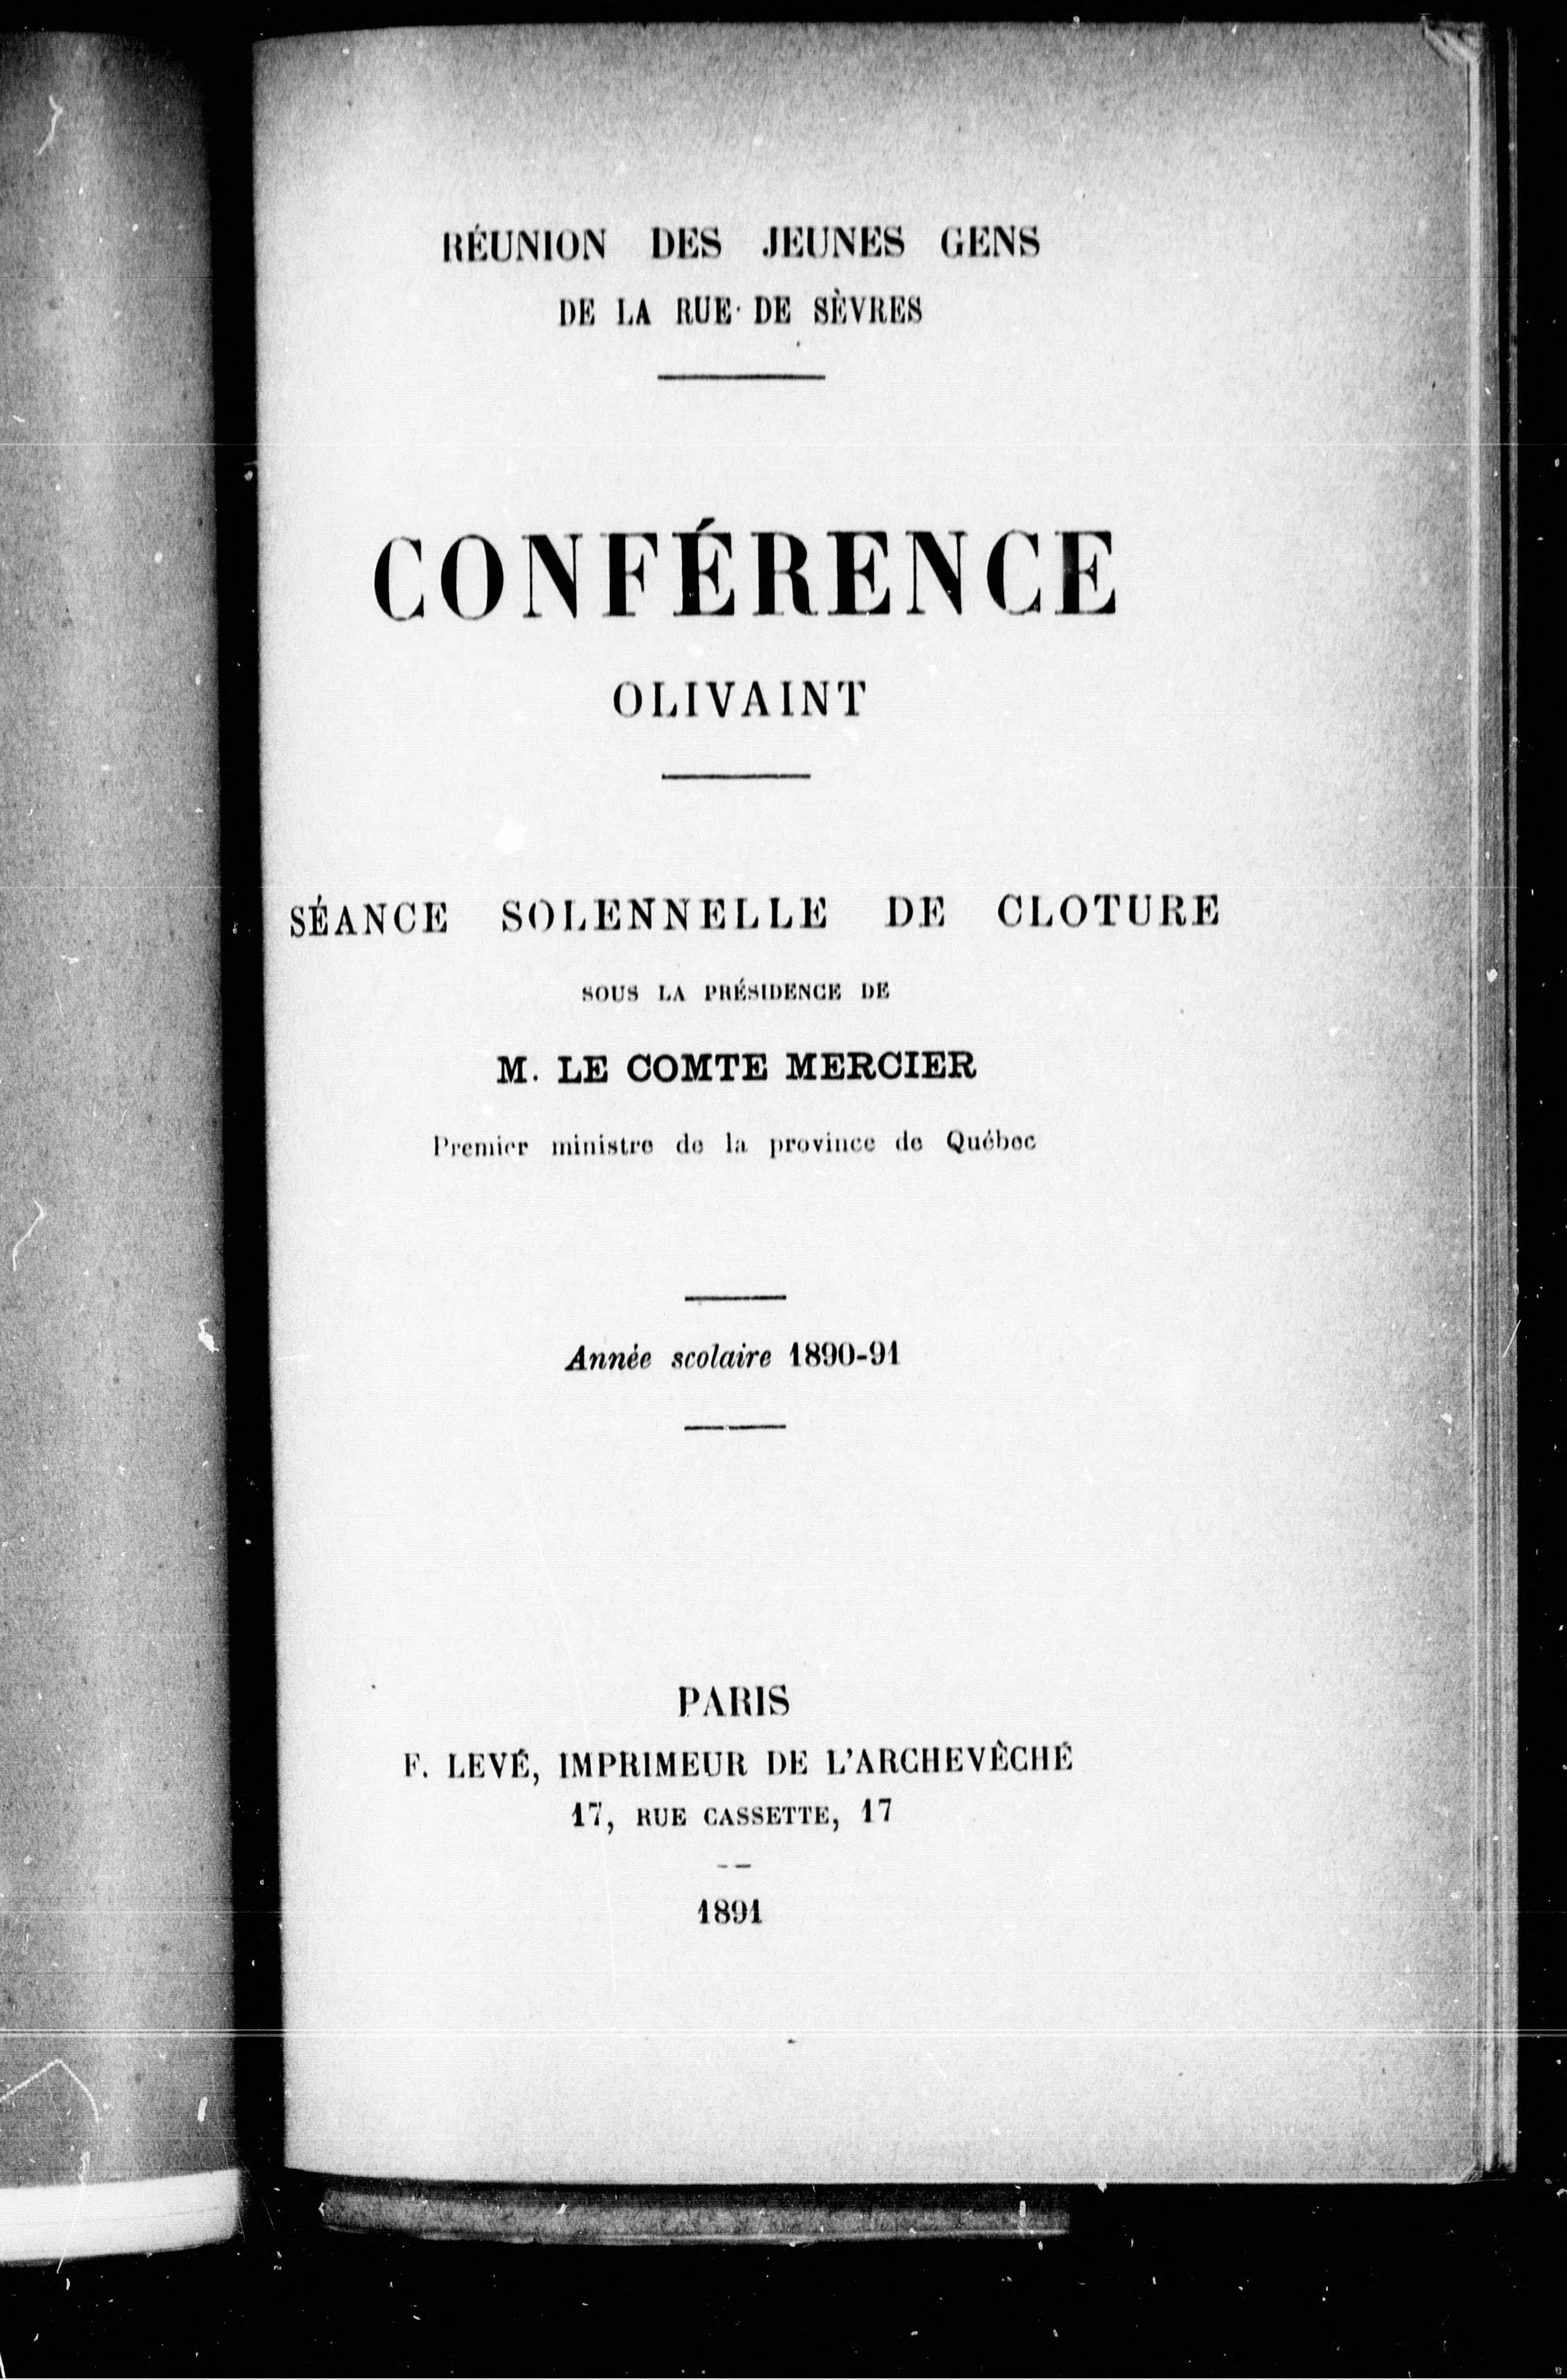 RÉUNION DES JEUNES GENS
DE LA RUE DE SÈVRES
CONFÉRENCE
OLIVAINT
SÉANCE SOLENNELLE DE CLOTURE
SOUS LA PRÉSIDENCE DE
M. LE COMTE MERCIER
Premier ministre de la province de Québec
Année scolaire 1890-91
PARIS
F. LEVÉ, IMPRIMEUR DE L'ARCHEVÊCHÉ
17, RUE CASSETTE, 17
1891